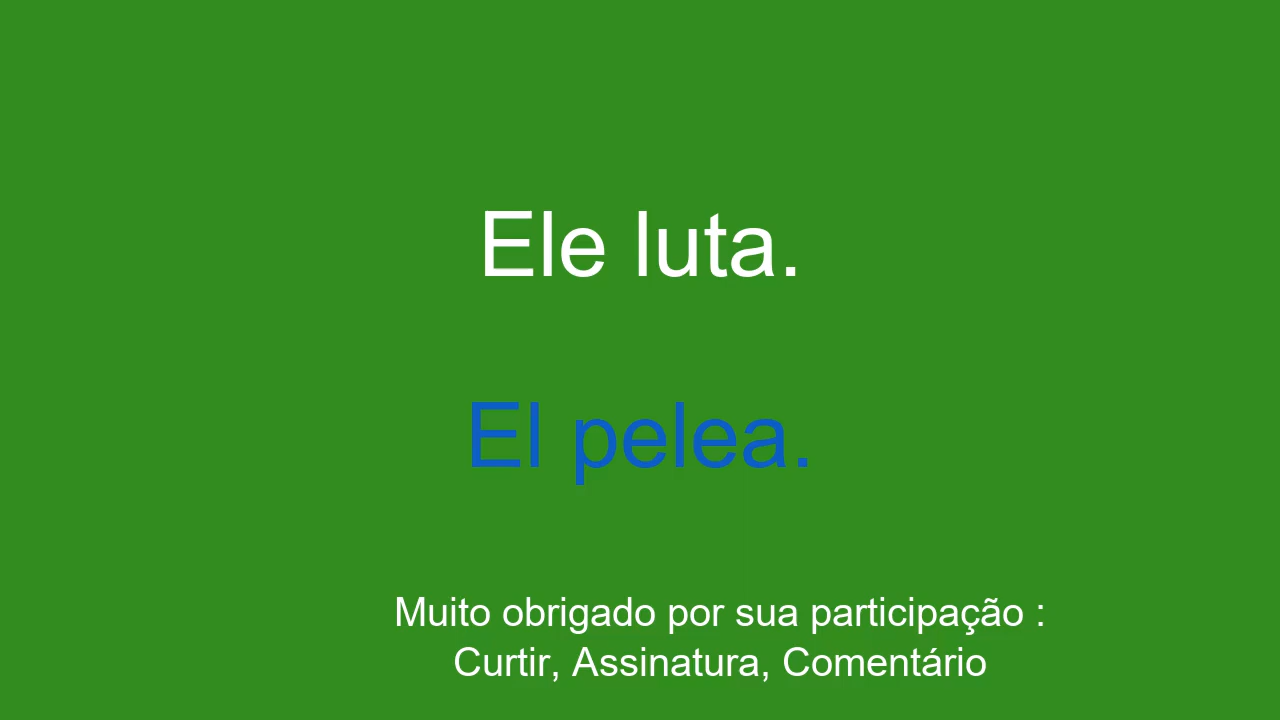 Ele luta.
El pelea.
Muito obrigado por sua participação :
Curtir, Assinatura, Comentário